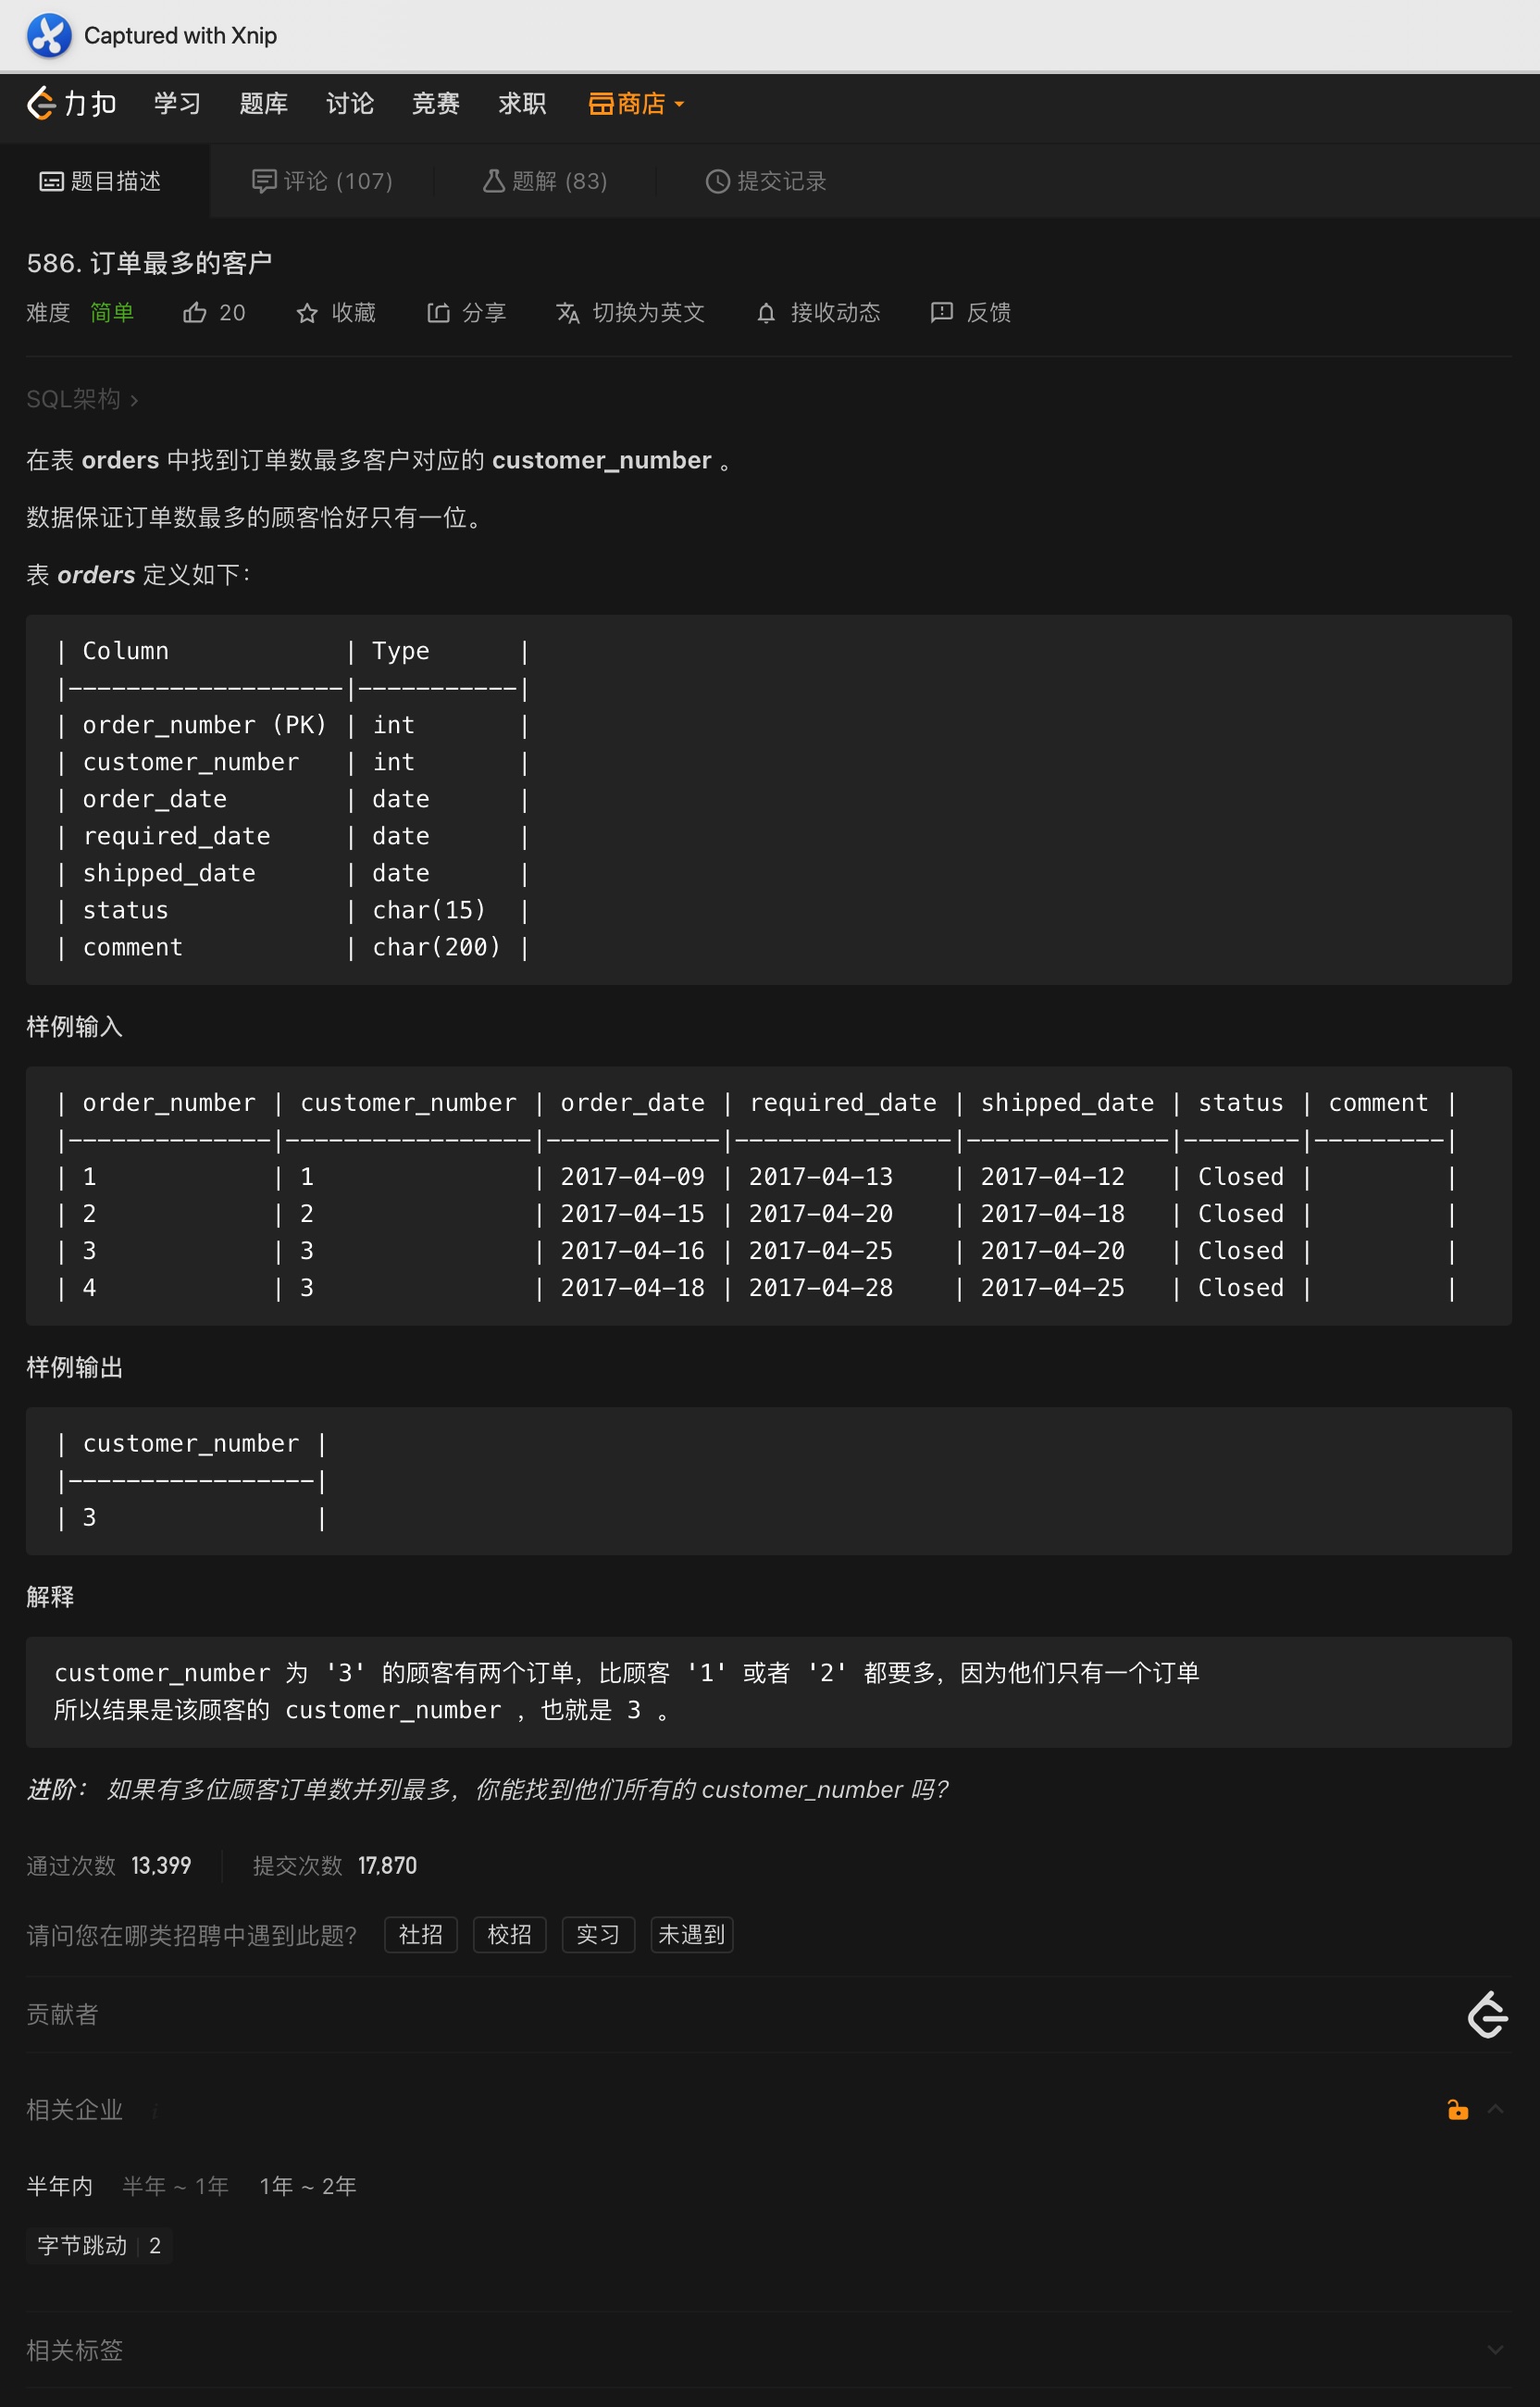 Captured with Xnip
力扣 学习 题库 讨论 竞赛 求职 商店
题目描述 评论 (107) 题解 (83) 提交记录
586. 订单最多的客户
难度 简单 20 收藏 分享 切换为英文 接收动态 反馈
SQL架构 >
在表 orders 中找到订单数最多客户对应的 customer_number 。
数据保证订单数最多的顾客恰好只有一位。
表 orders 定义如下：
| Column            | Type      |
|-------------------|-----------|
| order_number (PK) | int       |
| customer_number   | int       |
| order_date        | date      |
| required_date     | date      |
| shipped_date      | date      |
| status            | char(15)  |
| comment           | char(200) |
样例输入
| order_number | customer_number | order_date | required_date | shipped_date | status | comment |
|--------------|-----------------|------------|---------------|--------------|--------|---------|
| 1            | 1               | 2017-04-09 | 2017-04-13    | 2017-04-12   | Closed |         |
| 2            | 2               | 2017-04-15 | 2017-04-20    | 2017-04-18   | Closed |         |
| 3            | 3               | 2017-04-16 | 2017-04-25    | 2017-04-20   | Closed |         |
| 4            | 3               | 2017-04-18 | 2017-04-28    | 2017-04-25   | Closed |         |
样例输出
| customer_number |
|-----------------|
| 3               |
解释
customer_number 为 '3' 的顾客有两个订单，比顾客 '1' 或者 '2' 都要多，因为他们只有一个订单
所以结果是该顾客的 customer_number ，也就是 3 。
进阶： 如果有多位顾客订单数并列最多，你能找到他们所有的 customer_number 吗？
通过次数 13,399 提交次数 17,870
请问您在哪类招聘中遇到此题？ 社招 校招 实习 未遇到
贡献者
相关企业 i
半年内 半年 ~ 1年 1年 ~ 2年
字节跳动 | 2
相关标签